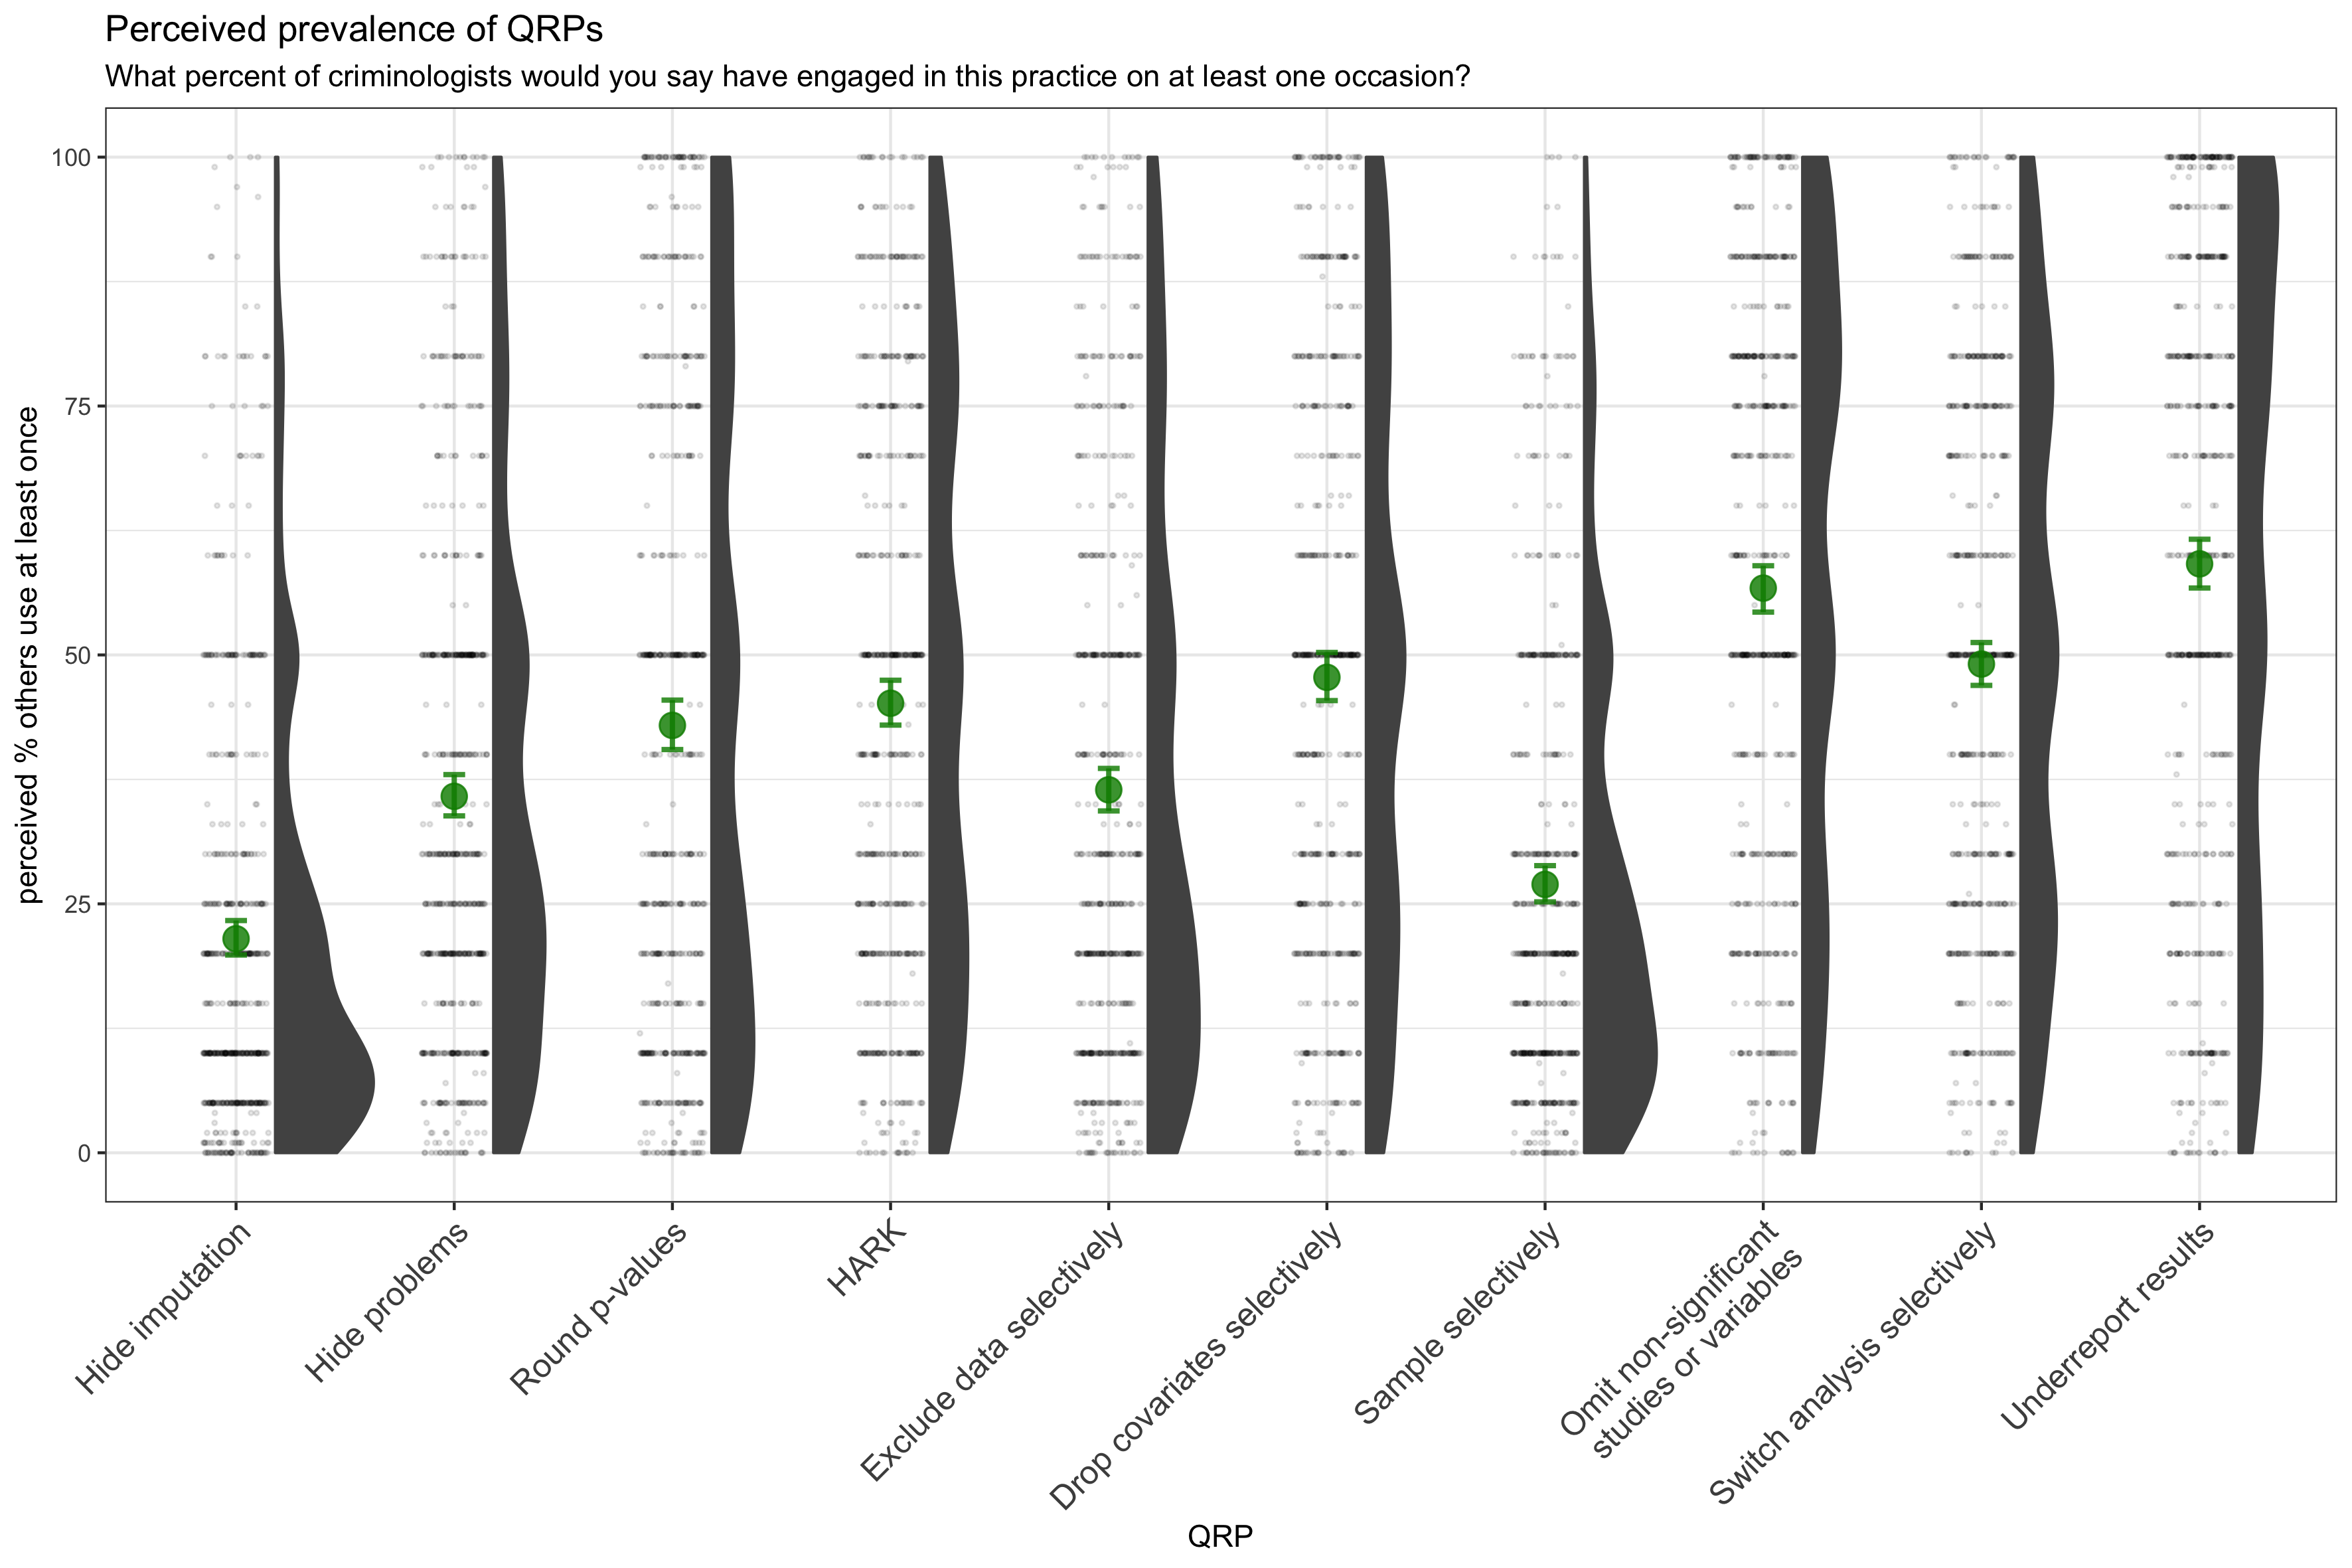 Perceived prevalence of QRPs
What percent of criminologists would you say have engaged in this practice on at least one occasion?
perceived % others use at least once
100
75
50
25
0
Hide imputation
Hide problems
Round p-values
HARK
Exclude data selectively
Drop covariates selectively
Sample selectively
Omit non-significant
studies or variables
Switch analysis selectively
Underreport results
QRP